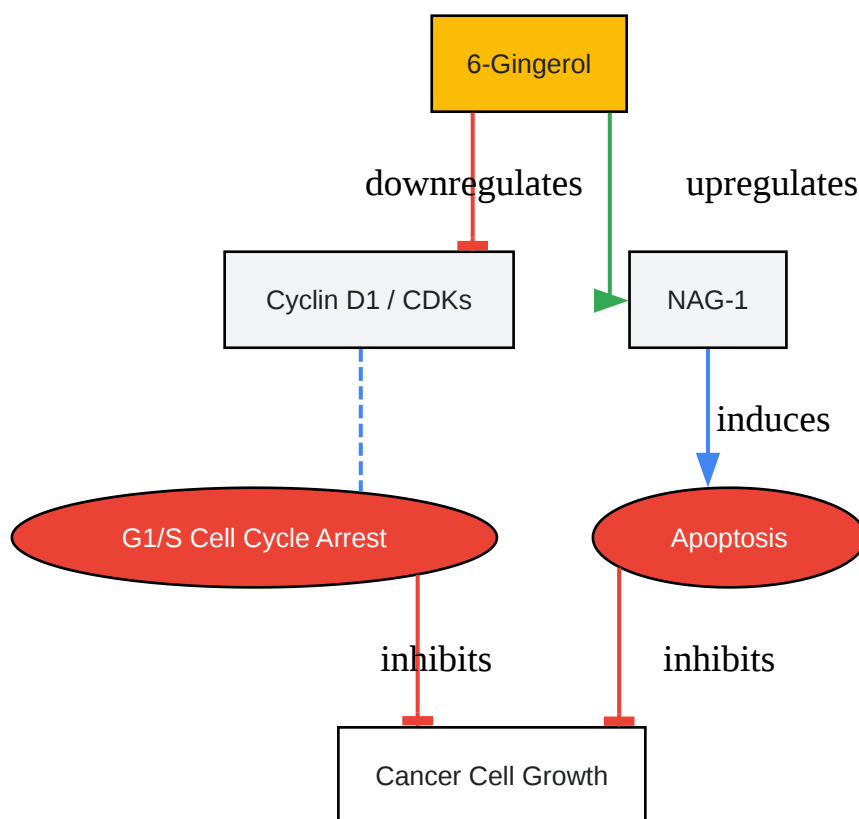 6-Gingerol
downregulates
upregulates
Cyclin D1 / CDKs
NAG-1
induces
G1/S Cell Cycle Arrest
Apoptosis
inhibits
inhibits
Cancer Cell Growth